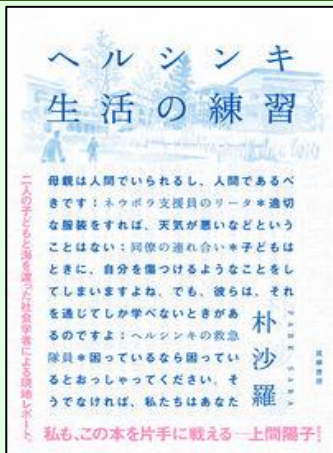 ヘルシンキ
生活の練習
母親は人間でいられるし、人間であるべ
きです：ネウボラ支援員のリータ＊適切
な服装をすれば、天気が悪いなどという
ことはない：同僚の連れ合い＊子どもは
ときに、自分を傷つけるようなことをし
てしまいますよね。でも、彼らは、それ
を通じてしか学べないときがあ
るのですよ：ヘルシンキの救急
隊員＊困っているなら困ってい
るとおっしゃってください。そ
うでなければ、私たちはあなた
朴沙羅
PARK SARA
筑摩書房
二人の子どもと海を渡った社会学者による現地レポート。
私も、この本を片手に戦える―上間陽子